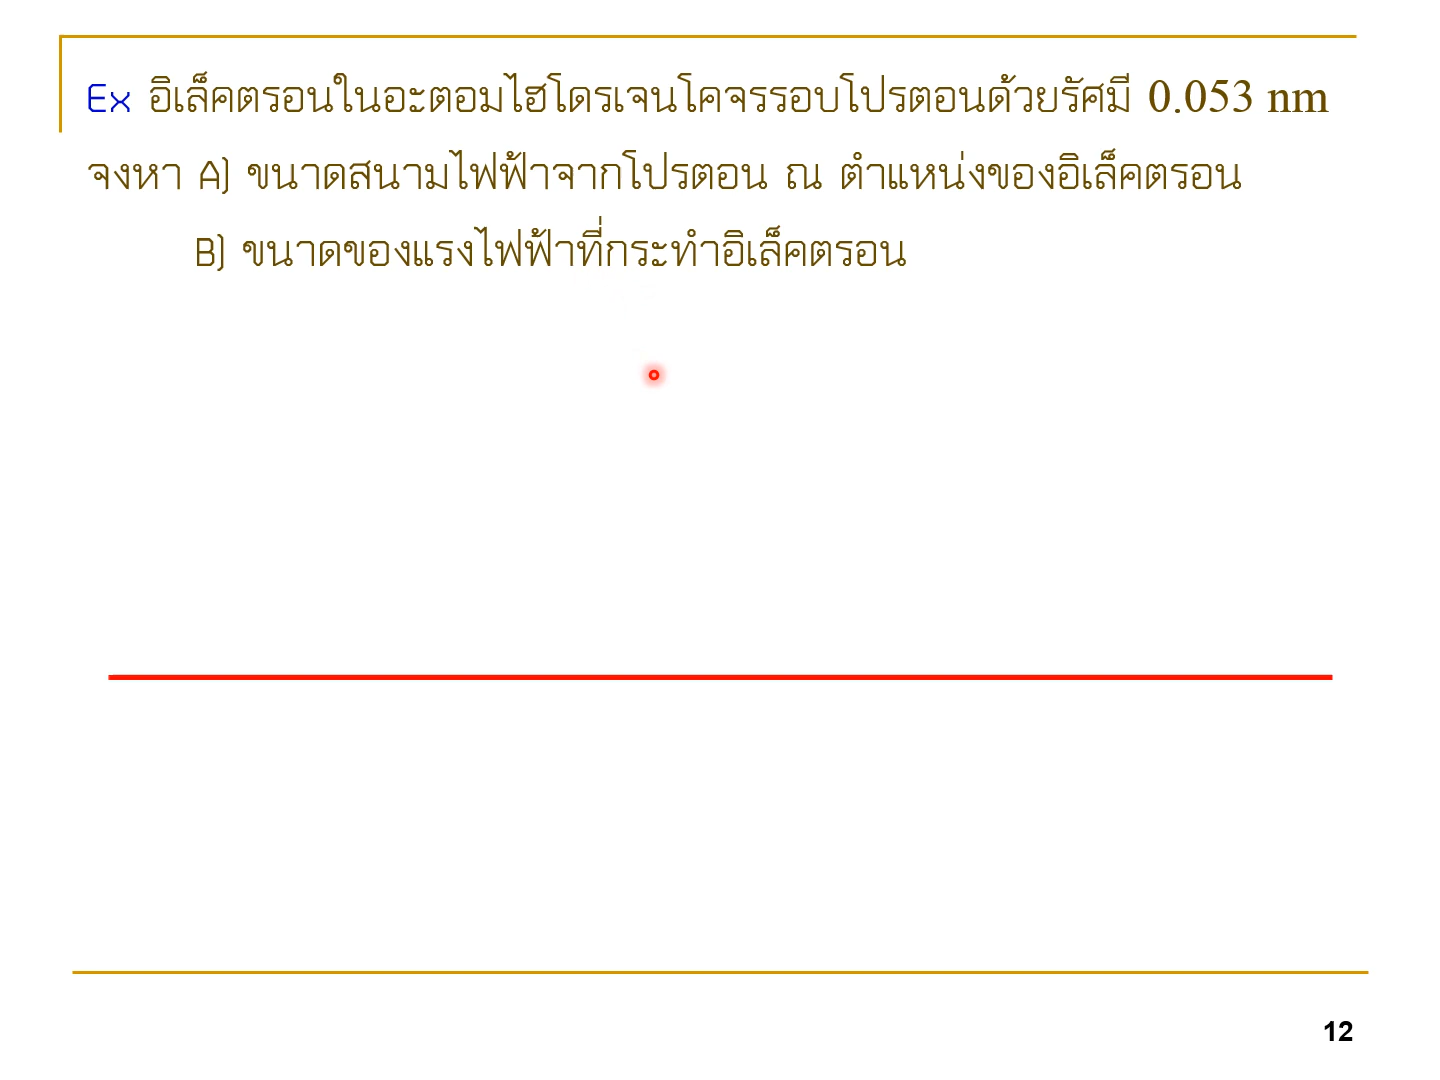 Ex อิเล็คตรอนในอะตอมไฮโดรเจนโคจรรอบโปรตอนด้วยรัศมี 0.053 nm
จงหา A) ขนาดสนามไฟฟ้าจากโปรตอน ณ ตำแหน่งของอิเล็คตรอน
B) ขนาดของแรงไฟฟ้าที่กระทำอิเล็คตรอน
12